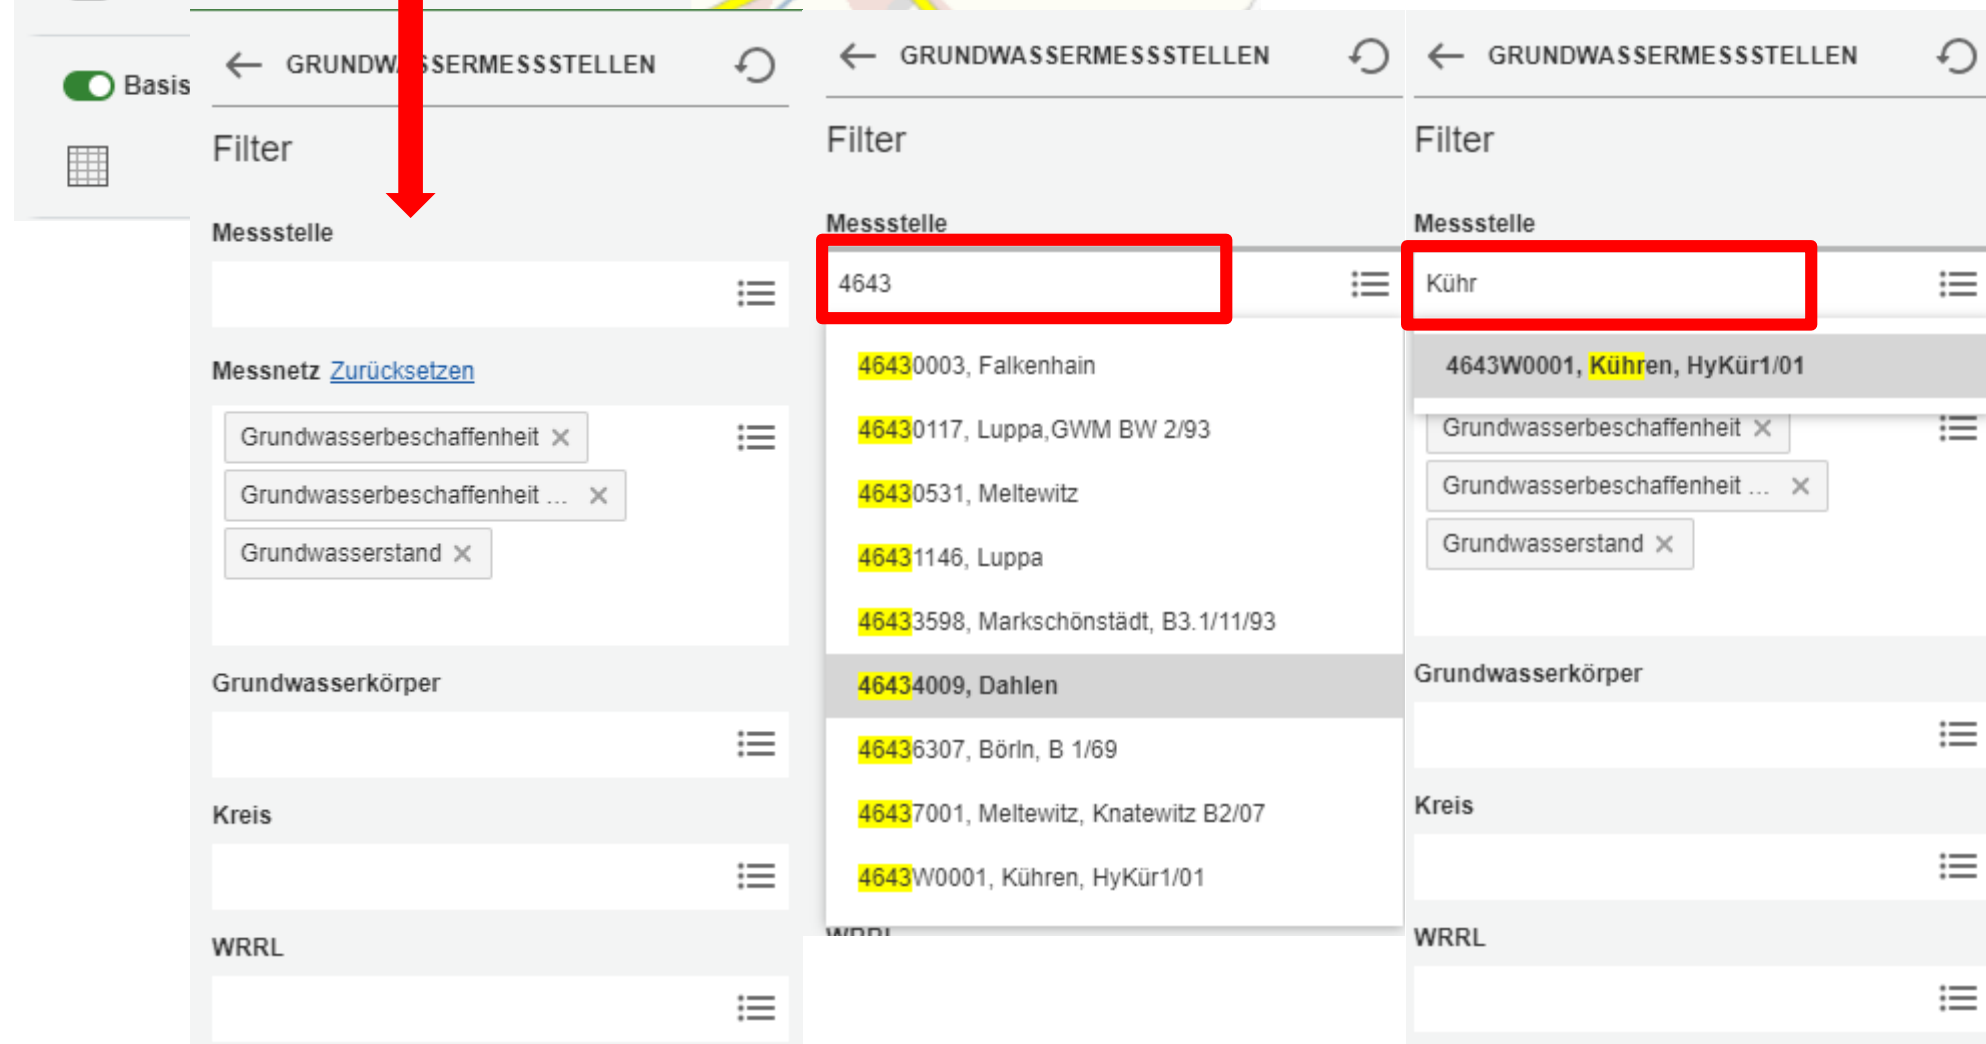 Basis
GRUNDWASSERMESSSTELLEN
Filter
Messstelle
Messnetz Zurücksetzen
Grundwasserbeschaffenheit ×
Grundwasserbeschaffenheit ... ×
Grundwasserstand ×
Grundwasserkörper
Kreis
WRRL
GRUNDWASSERMESSSTELLEN
Filter
Messstelle
4643
46430003, Falkenhain
46430117, Luppa,GWM BW 2/93
46430531, Meltewitz
46431146, Luppa
46433598, Markschönstädt, B3.1/11/93
46434009, Dahlen
46436307, Börln, B 1/69
46437001, Meltewitz, Knatewitz B2/07
4643W0001, Kühren, HyKür1/01
WRRL
GRUNDWASSERMESSSTELLEN
Filter
Messstelle
Kühr
4643W0001, Kühren, HyKür1/01
Grundwasserbeschaffenheit ×
Grundwasserbeschaffenheit ... ×
Grundwasserstand ×
Grundwasserkörper
Kreis
WRRL